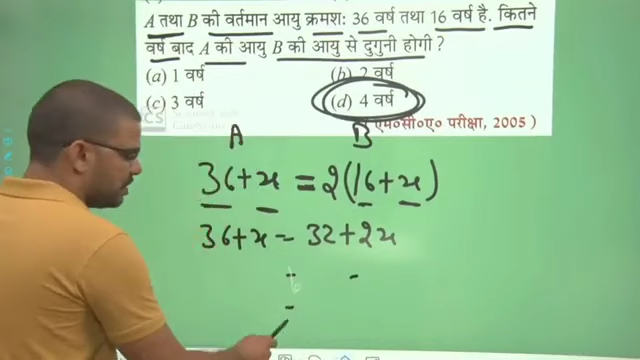 A तथा B की वर्तमान आयु क्रमश: 36 वर्ष तथा 16 वर्ष है. कितने
वर्ष बाद A की आयु B की आयु से दुगुनी होगी ?
(a) 1 वर्ष (b) 2 वर्ष
(c) 3 वर्ष (d) 4 वर्ष
एम०सी०ए० परीक्षा, 2005 )
A B
36+x = 2(16+x)
36+x = 32+2x